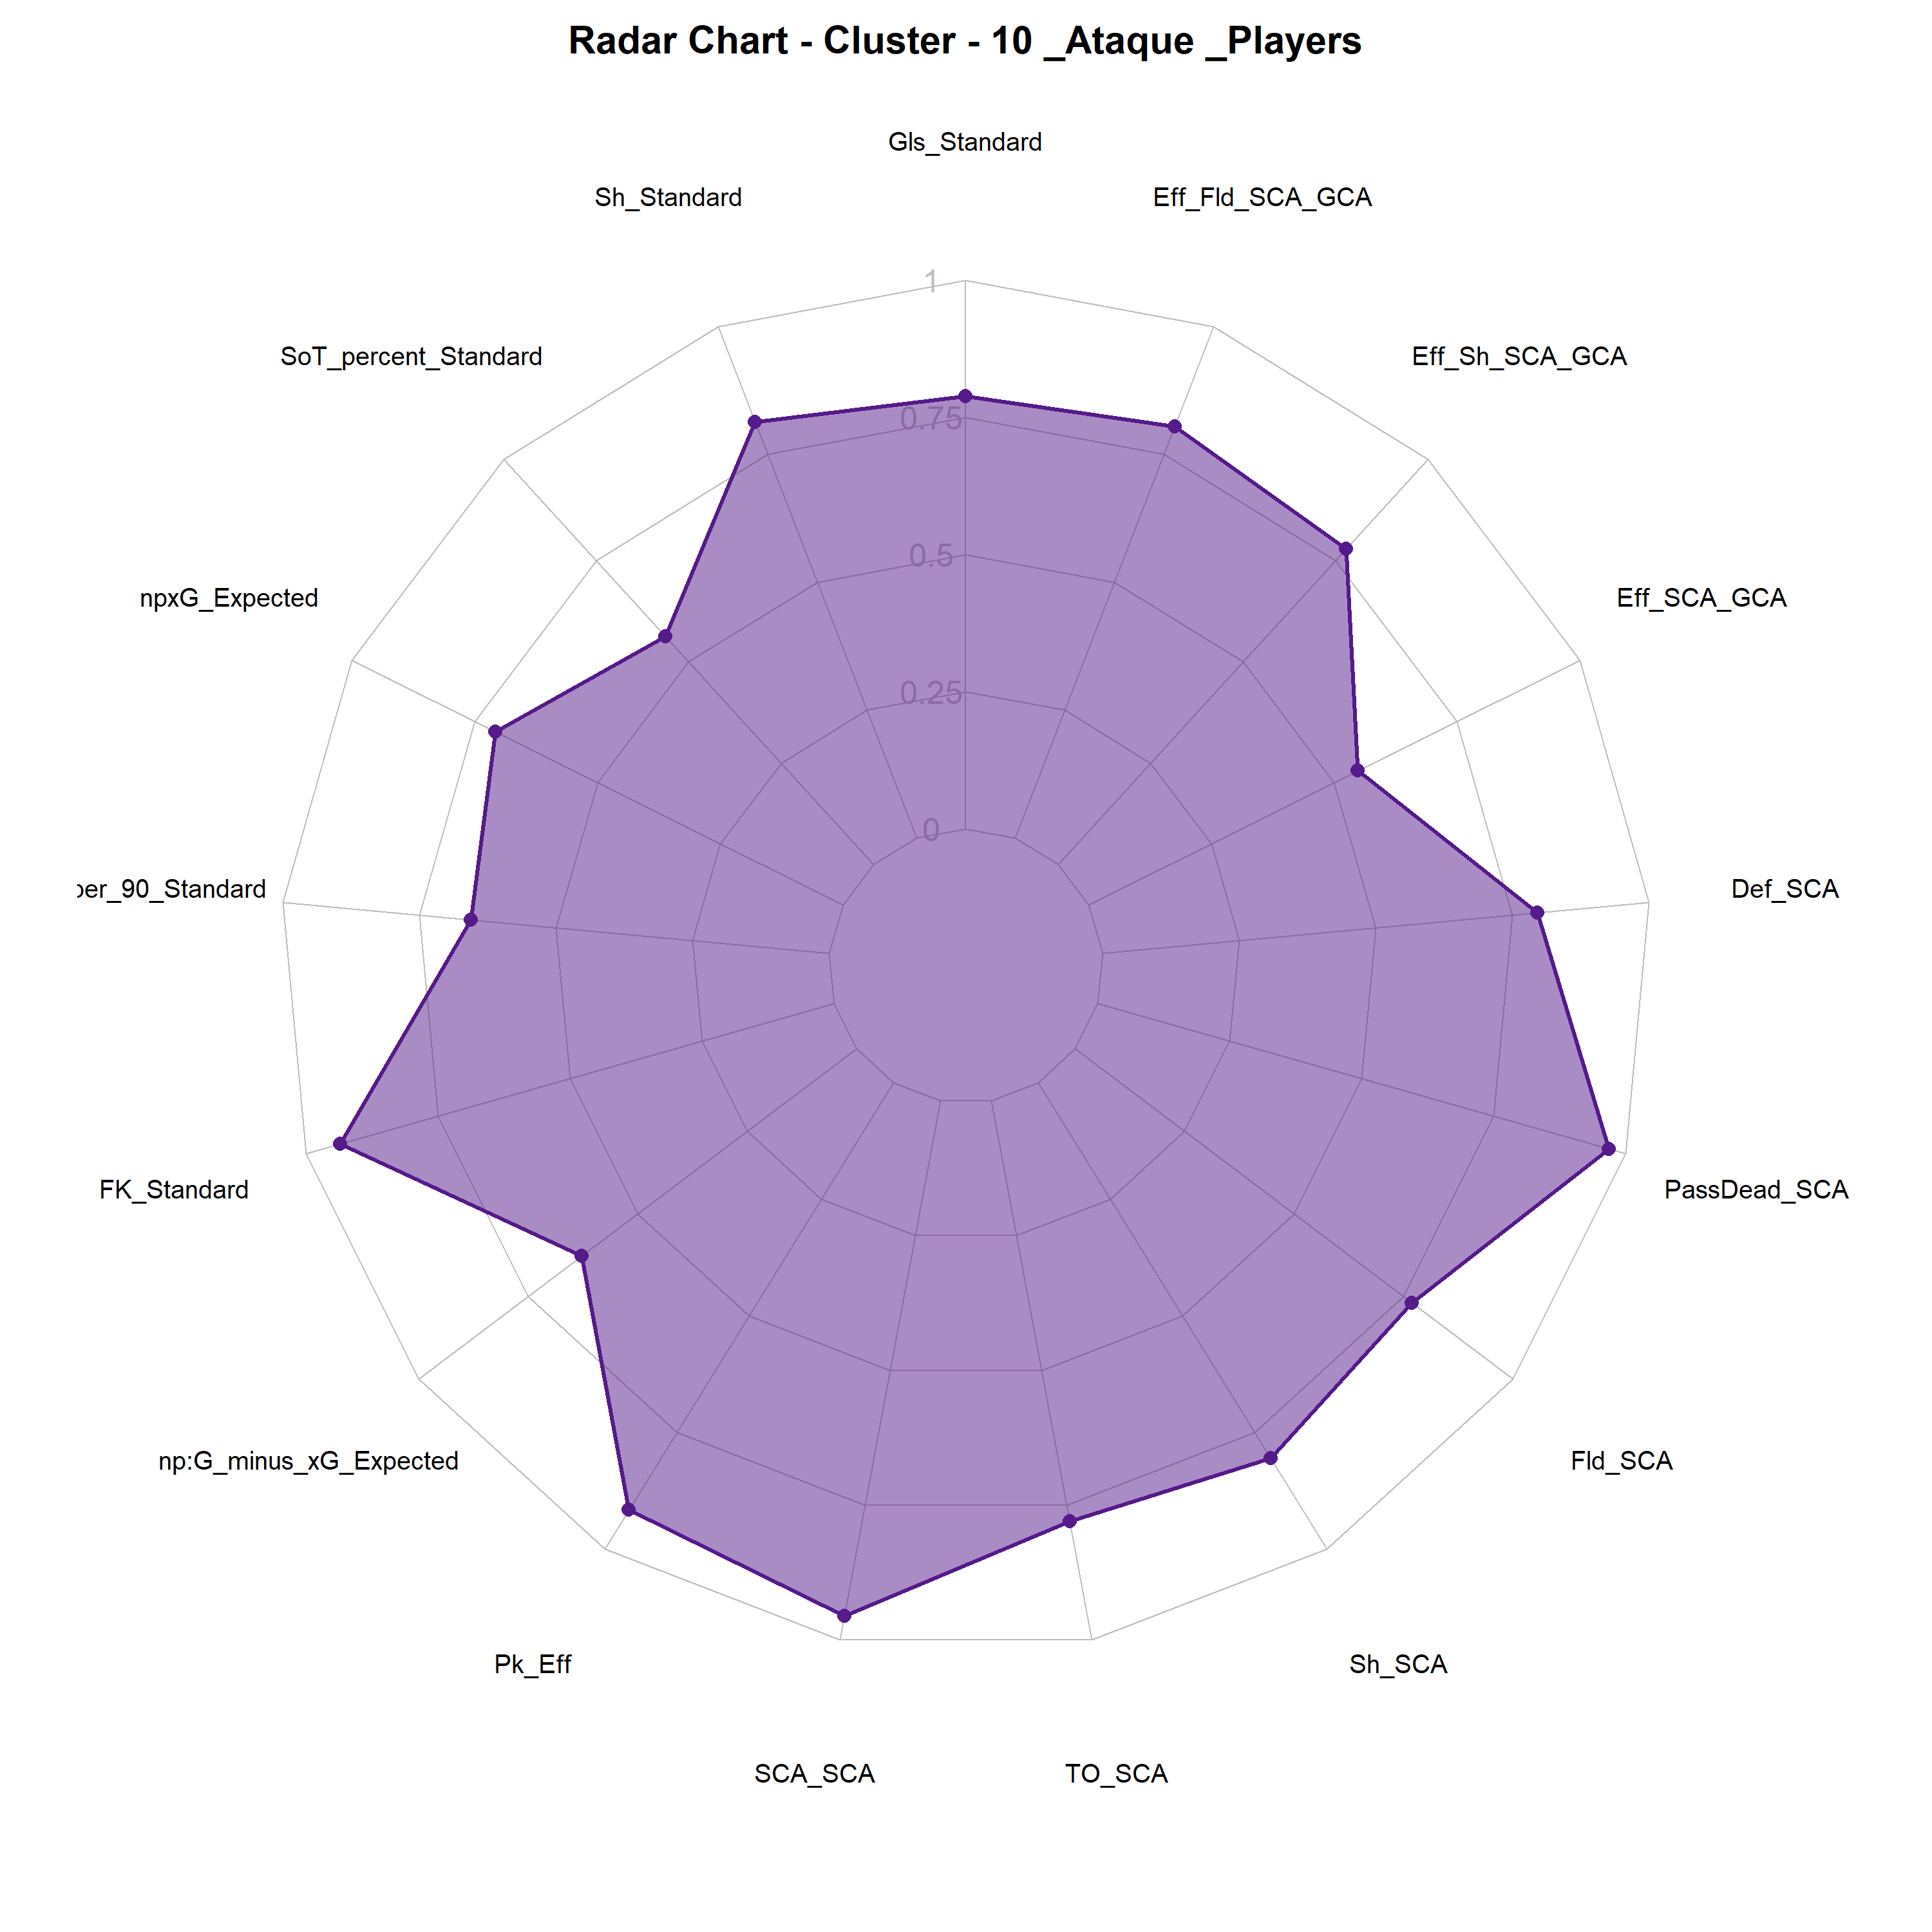 Radar Chart - Cluster - 10 _Ataque _Players
Gls_Standard
Sh_Standard
Eff_Fld_SCA_GCA
SoT_percent_Standard
Eff_Sh_SCA_GCA
npxG_Expected
Eff_SCA_GCA
per_90_Standard
Def_SCA
FK_Standard
PassDead_SCA
np:G_minus_xG_Expected
Fld_SCA
Pk_Eff
Sh_SCA
SCA_SCA
TO_SCA
1
0.75
0.5
0.25
0